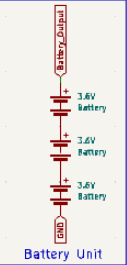 Battery_Output
+
3.6V
Battery
+
3.6V
Battery
+
3.6V
Battery
GND
Battery Unit